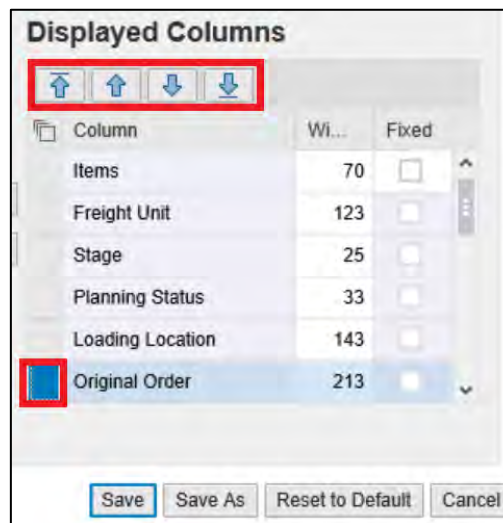 Displayed Columns
Column Wi... Fixed
Items 70
Freight Unit 123
Stage 25
Planning Status 33
Loading Location 143
Original Order 213
Save Save As Reset to Default Cancel